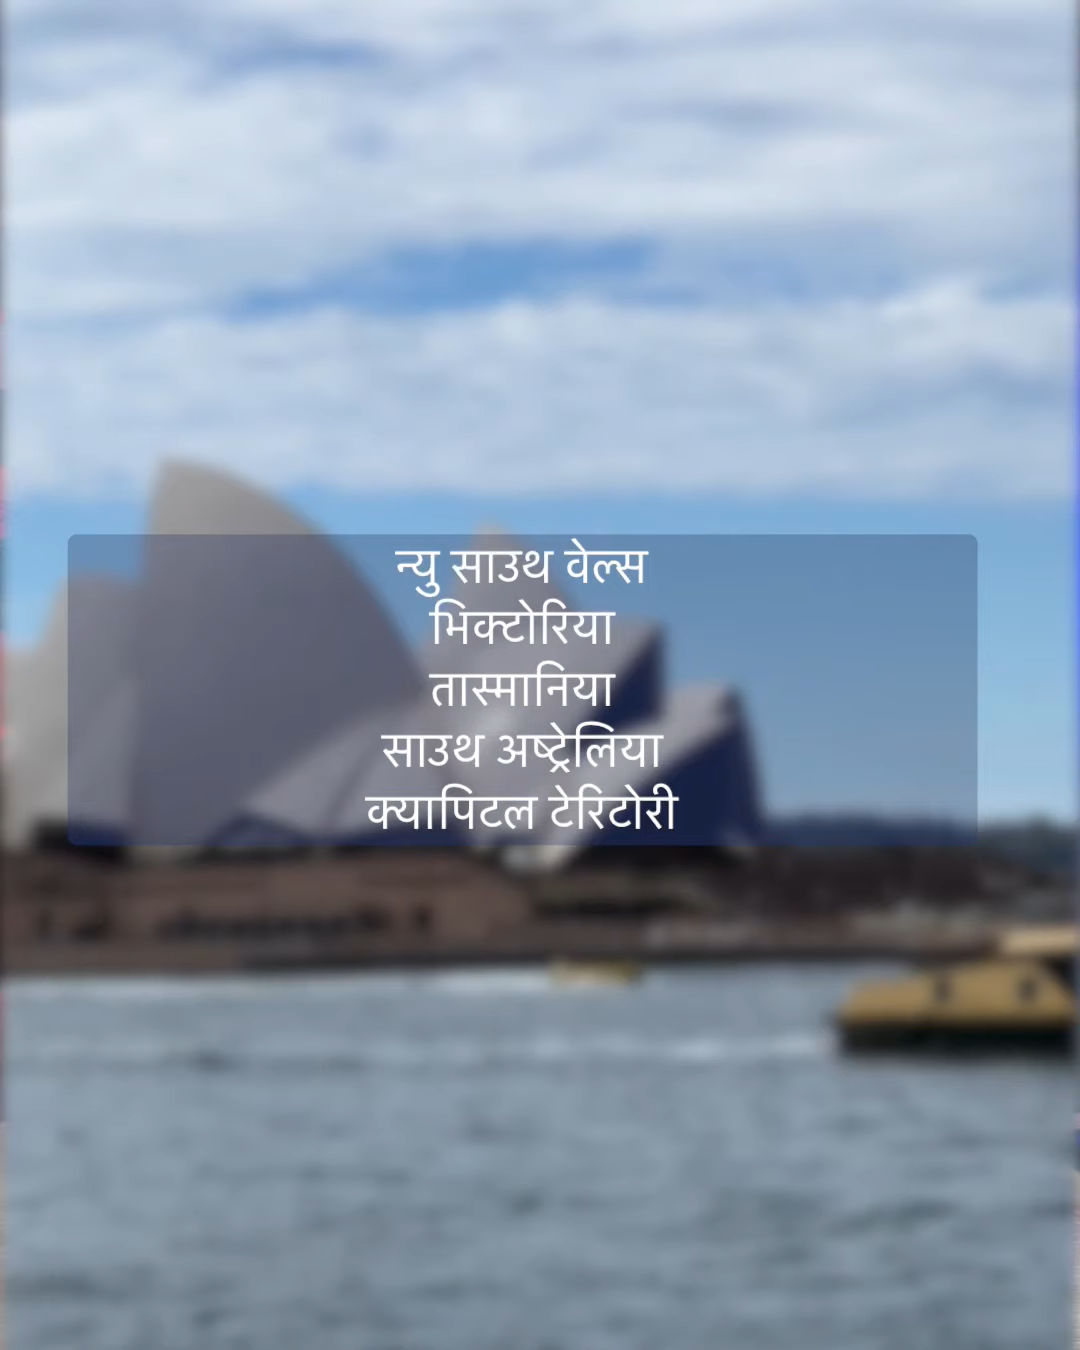 न्यु साउथ वेल्स
भिक्टोरिया
तास्मानिया
साउथ अष्ट्रेलिया
क्यापिटल टेरिटोरी